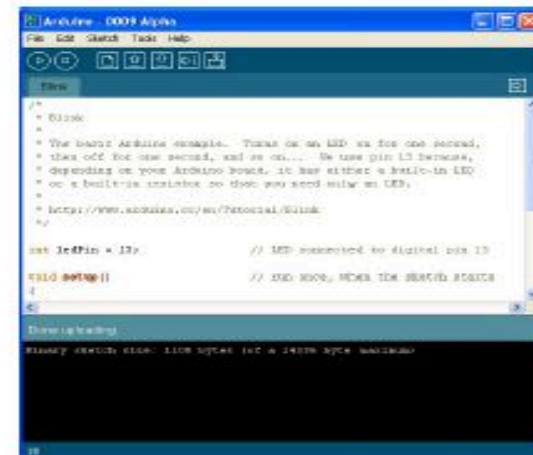 Arduino - 0009 Alpha
File Edit Sketch Tools Help
Blink
/*
* Blink
*
* The basic Arduino example. Turns on an LED on for one second,
* then off for one second, and so on... We use pin 13 because,
* depending on your Arduino board, it has either a built-in LED
* or a built-in resistor so that you need only an LED.
*
* http://www.arduino.cc/en/Tutorial/Blink
*/
int ledPin = 13; // LED connected to digital pin 13
void setup() // run once, when the sketch starts
{
Done uploading.
Binary sketch size: 1108 bytes (of a 14336 byte maximum)